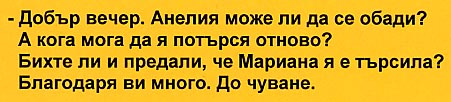 - Добър вечер. Анелия може ли да се обади?
А кога мога да я потърся отново?
Бихте ли и предали, че Мариана я е търсила?
Благодаря ви много. До чуване.